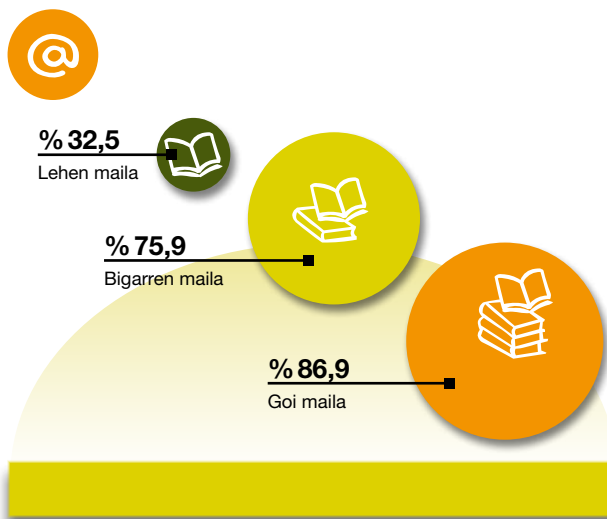 @
% 32,5
Lehen maila
% 75,9
Bigarren maila
% 86,9
Goi maila